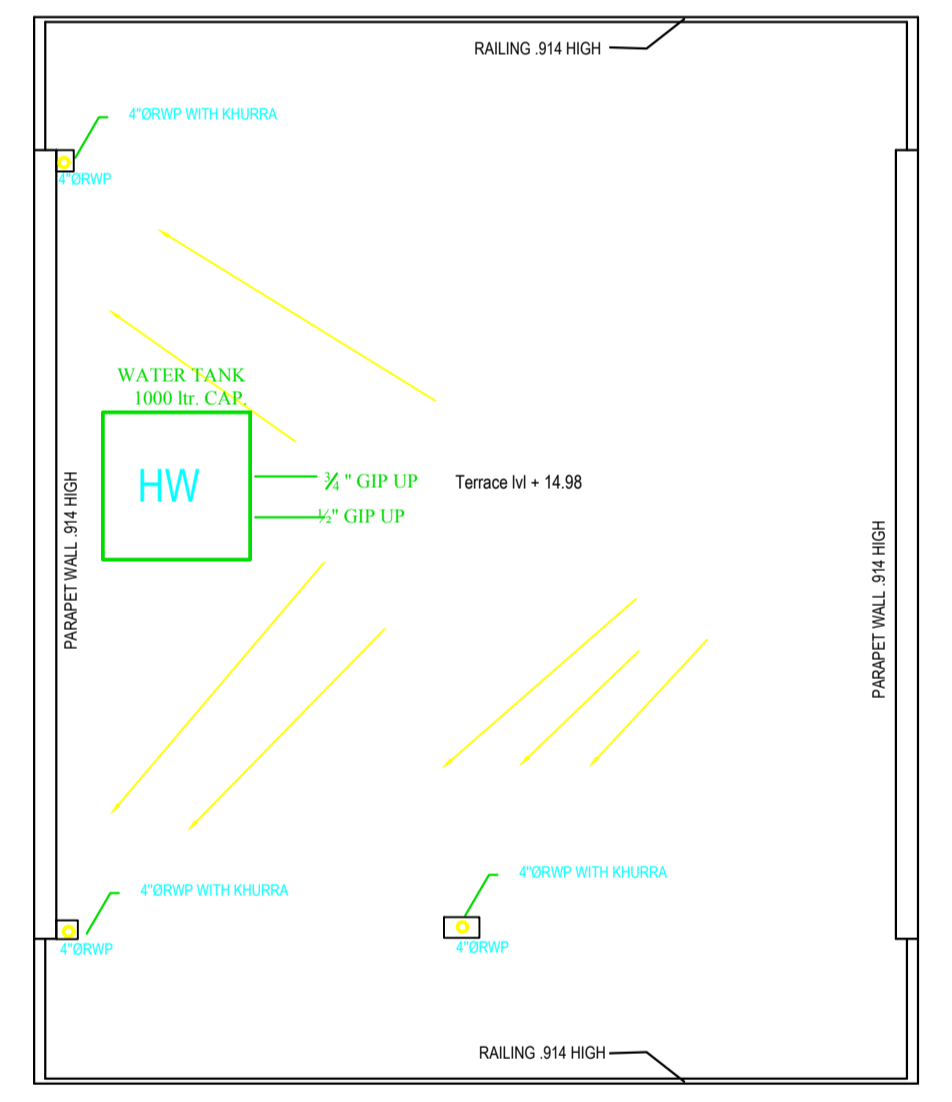 RAILING .914 HIGH
4"ØRWP WITH KHURRA
4"ØRWP
WATER TANK
1000 ltr. CAP.
HW
¾ " GIP UP
Terrace lvl + 14.98
½" GIP UP
PARAPET WALL .914 HIGH
PARAPET WALL .914 HIGH
4"ØRWP WITH KHURRA
4"ØRWP WITH KHURRA
4"ØRWP
4"ØRWP
RAILING .914 HIGH